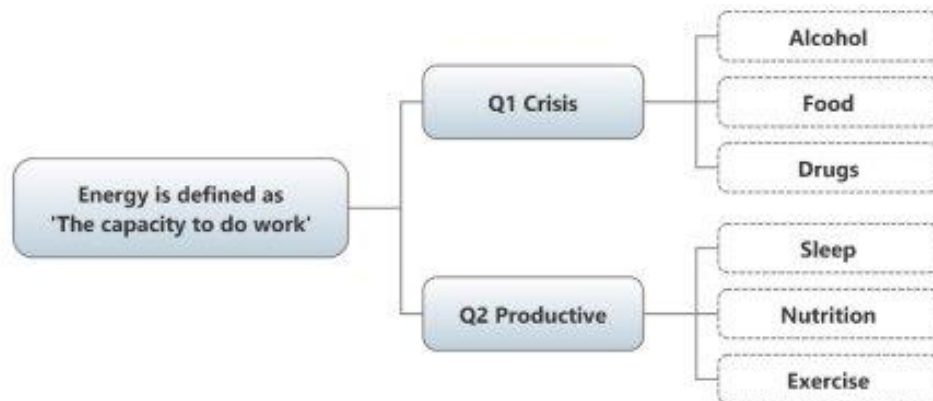 Energy is defined as
'The capacity to do work'
Q1 Crisis
Alcohol
Food
Drugs
Q2 Productive
Sleep
Nutrition
Exercise